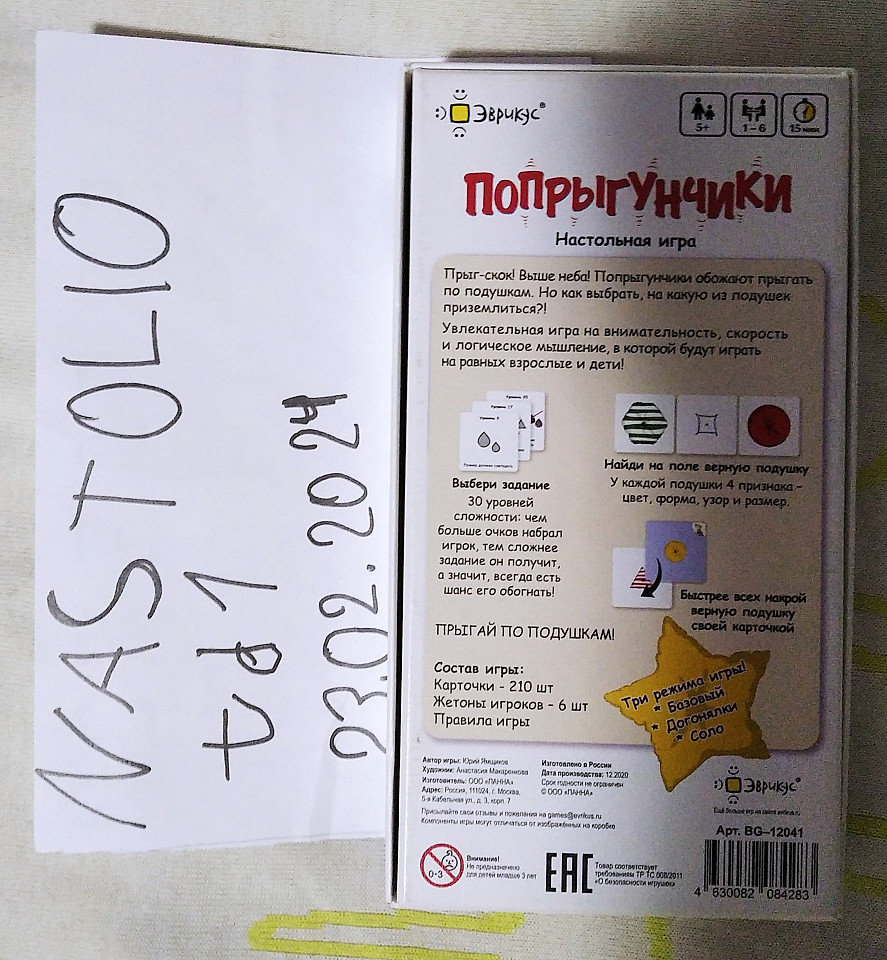 NASTOLIO
td1
23.02.2024
Эврикус®
5+
1-6
15 мин
ПОПРЫГУНЧИКИ
Настольная игра
Прыг-скок! Выше неба! Попрыгунчики обожают прыгать
по подушкам. Но как выбрать, на какую из подушек
приземлиться?!
Увлекательная игра на внимательность, скорость
и логическое мышление, в которой будут играть
на равных взрослые и дети!
Выбери задание
30 уровней
сложности: чем
больше очков набрал
игрок, тем сложнее
задание он получит,
а значит, всегда есть
шанс его обогнать!
Найди на поле верную подушку
У каждой подушки 4 признака –
цвет, форма, узор и размер.
Быстрее всех накрой
верную подушку
своей карточкой
ПРЫГАЙ ПО ПОДУШКАМ!
Состав игры:
Карточки - 210 шт
Жетоны игроков - 6 шт
Правила игры
Три режима игры!
* Базовый
* Догонялки
* Соло
Автор игры: Юрий Ямщиков
Художник: Анастасия Макаренкова
Изготовитель: ООО «ПАННА»
Адрес: Россия, 111024, г. Москва,
5-я Кабельная ул., д. 3, корп. 7
Изготовлено в России
Дата производства: 12.2020
Срок годности не ограничен
© ООО «ПАННА»
Присылайте свои отзывы и пожелания на games@evrikus.ru
Компоненты игры могут отличаться от изображённых на коробке
Эврикус®
Ещё больше игр на сайте evrikus.ru
Арт. BG–12041
0-3
Внимание!
Не предназначено
для детей младше 3 лет
EAC
Товар соответствует
требованиям ТР ТС 008/2011
«О безопасности игрушек»
4 630082 084283